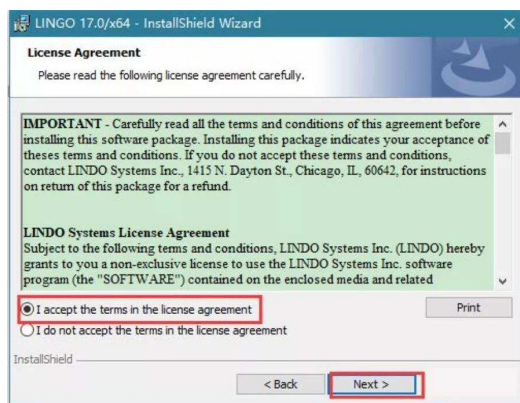 LINGO 17.0/x64 - InstallShield Wizard
License Agreement
Please read the following license agreement carefully.
IMPORTANT - Carefully read all the terms and conditions of this agreement before
installing this software package. Installing this package indicates your acceptance of
theses terms and conditions. If you do not accept these terms and conditions,
contact LINDO Systems Inc., 1415 N. Dayton St., Chicago, IL, 60642, for instructions
on return of this package for a refund.
LINDO Systems License Agreement
Subject to the following terms and conditions, LINDO Systems Inc. (LINDO) hereby
grants to you a non-exclusive license to use the LINDO Systems Inc. software
program (the "SOFTWARE") contained on the enclosed media and related
I accept the terms in the license agreement
Print
I do not accept the terms in the license agreement
InstallShield
< Back
Next >